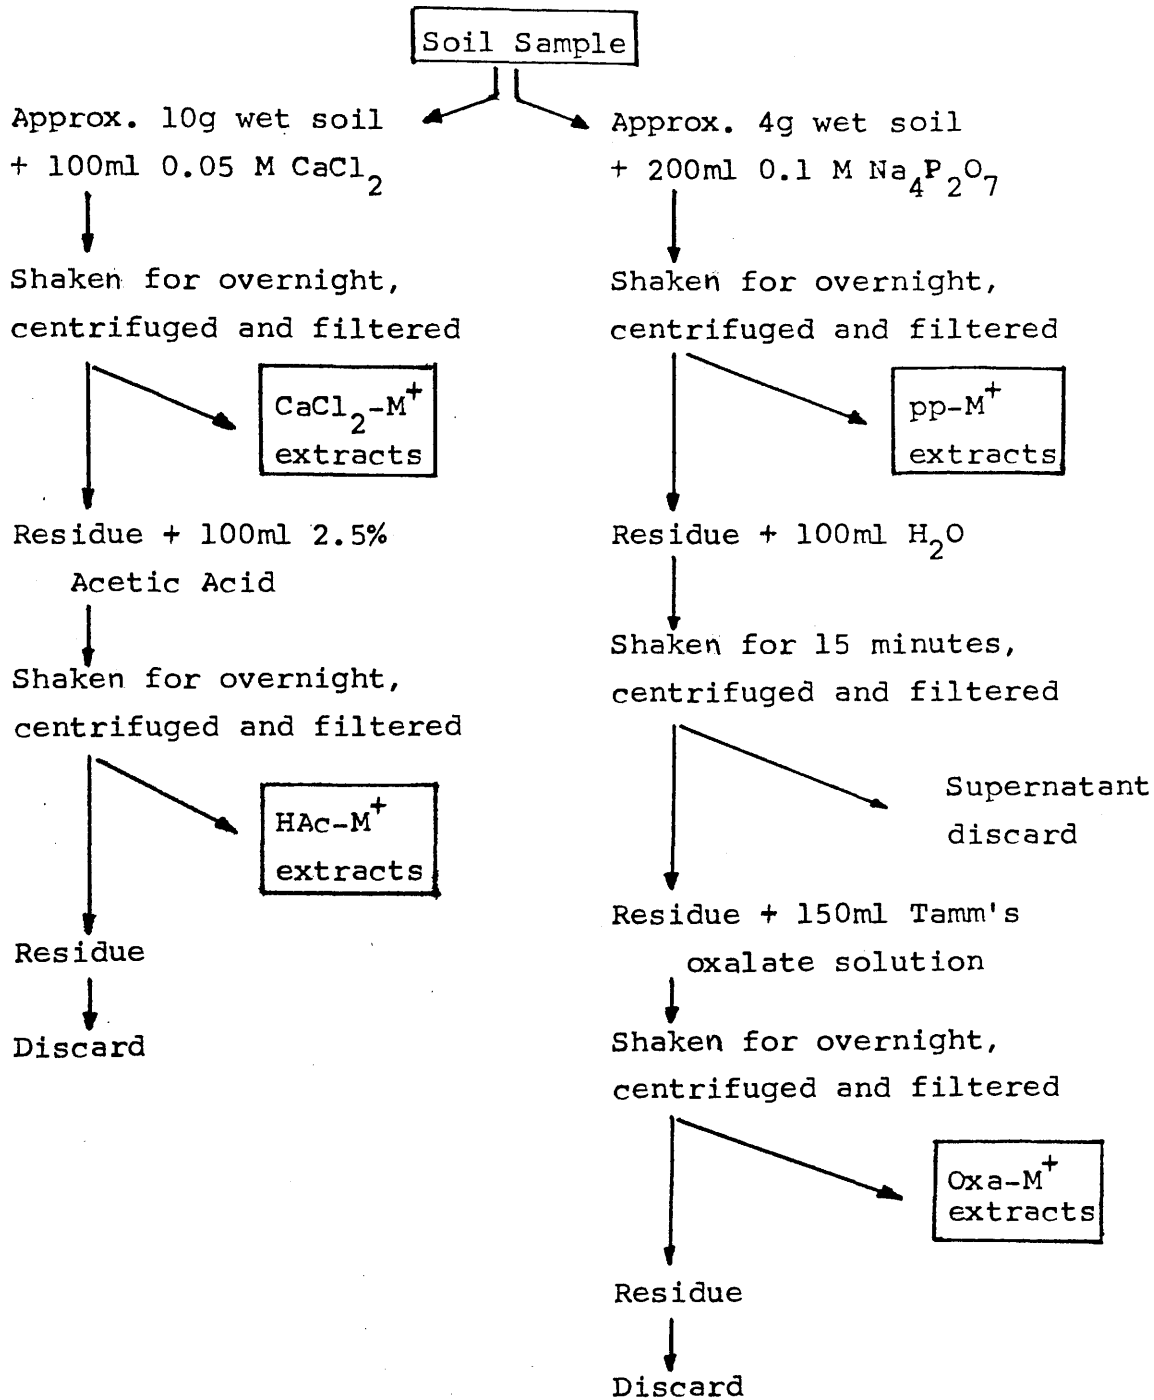 Soil Sample
Approx. 10g wet soil
+ 100ml 0.05 M CaCl₂
Shaken for overnight,
centrifuged and filtered
CaCl₂-M⁺
extracts
Residue + 100ml 2.5%
Acetic Acid
Shaken for overnight,
centrifuged and filtered
HAc-M⁺
extracts
Residue
Discard
Approx. 4g wet soil
+ 200ml 0.1 M Na₄P₂O₇
Shaken for overnight,
centrifuged and filtered
pp-M⁺
extracts
Residue + 100ml H₂O
Shaken for 15 minutes,
centrifuged and filtered
Supernatant
discard
Residue + 150ml Tamm's
oxalate solution
Shaken for overnight,
centrifuged and filtered
Oxa-M⁺
extracts
Residue
Discard